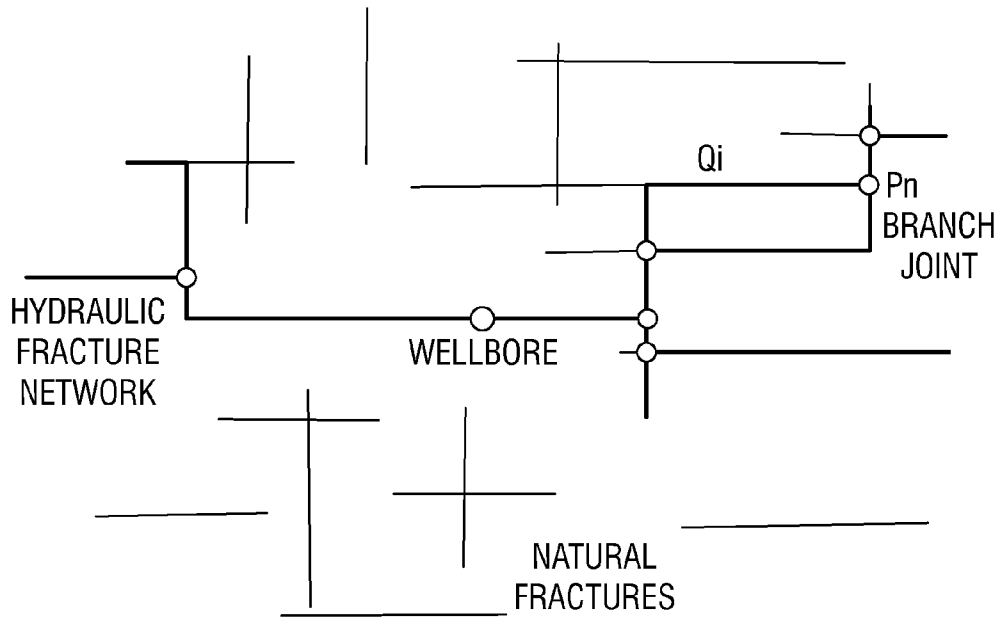 Qi
Pn
BRANCH
JOINT
HYDRAULIC
FRACTURE
NETWORK
WELLBORE
NATURAL
FRACTURES